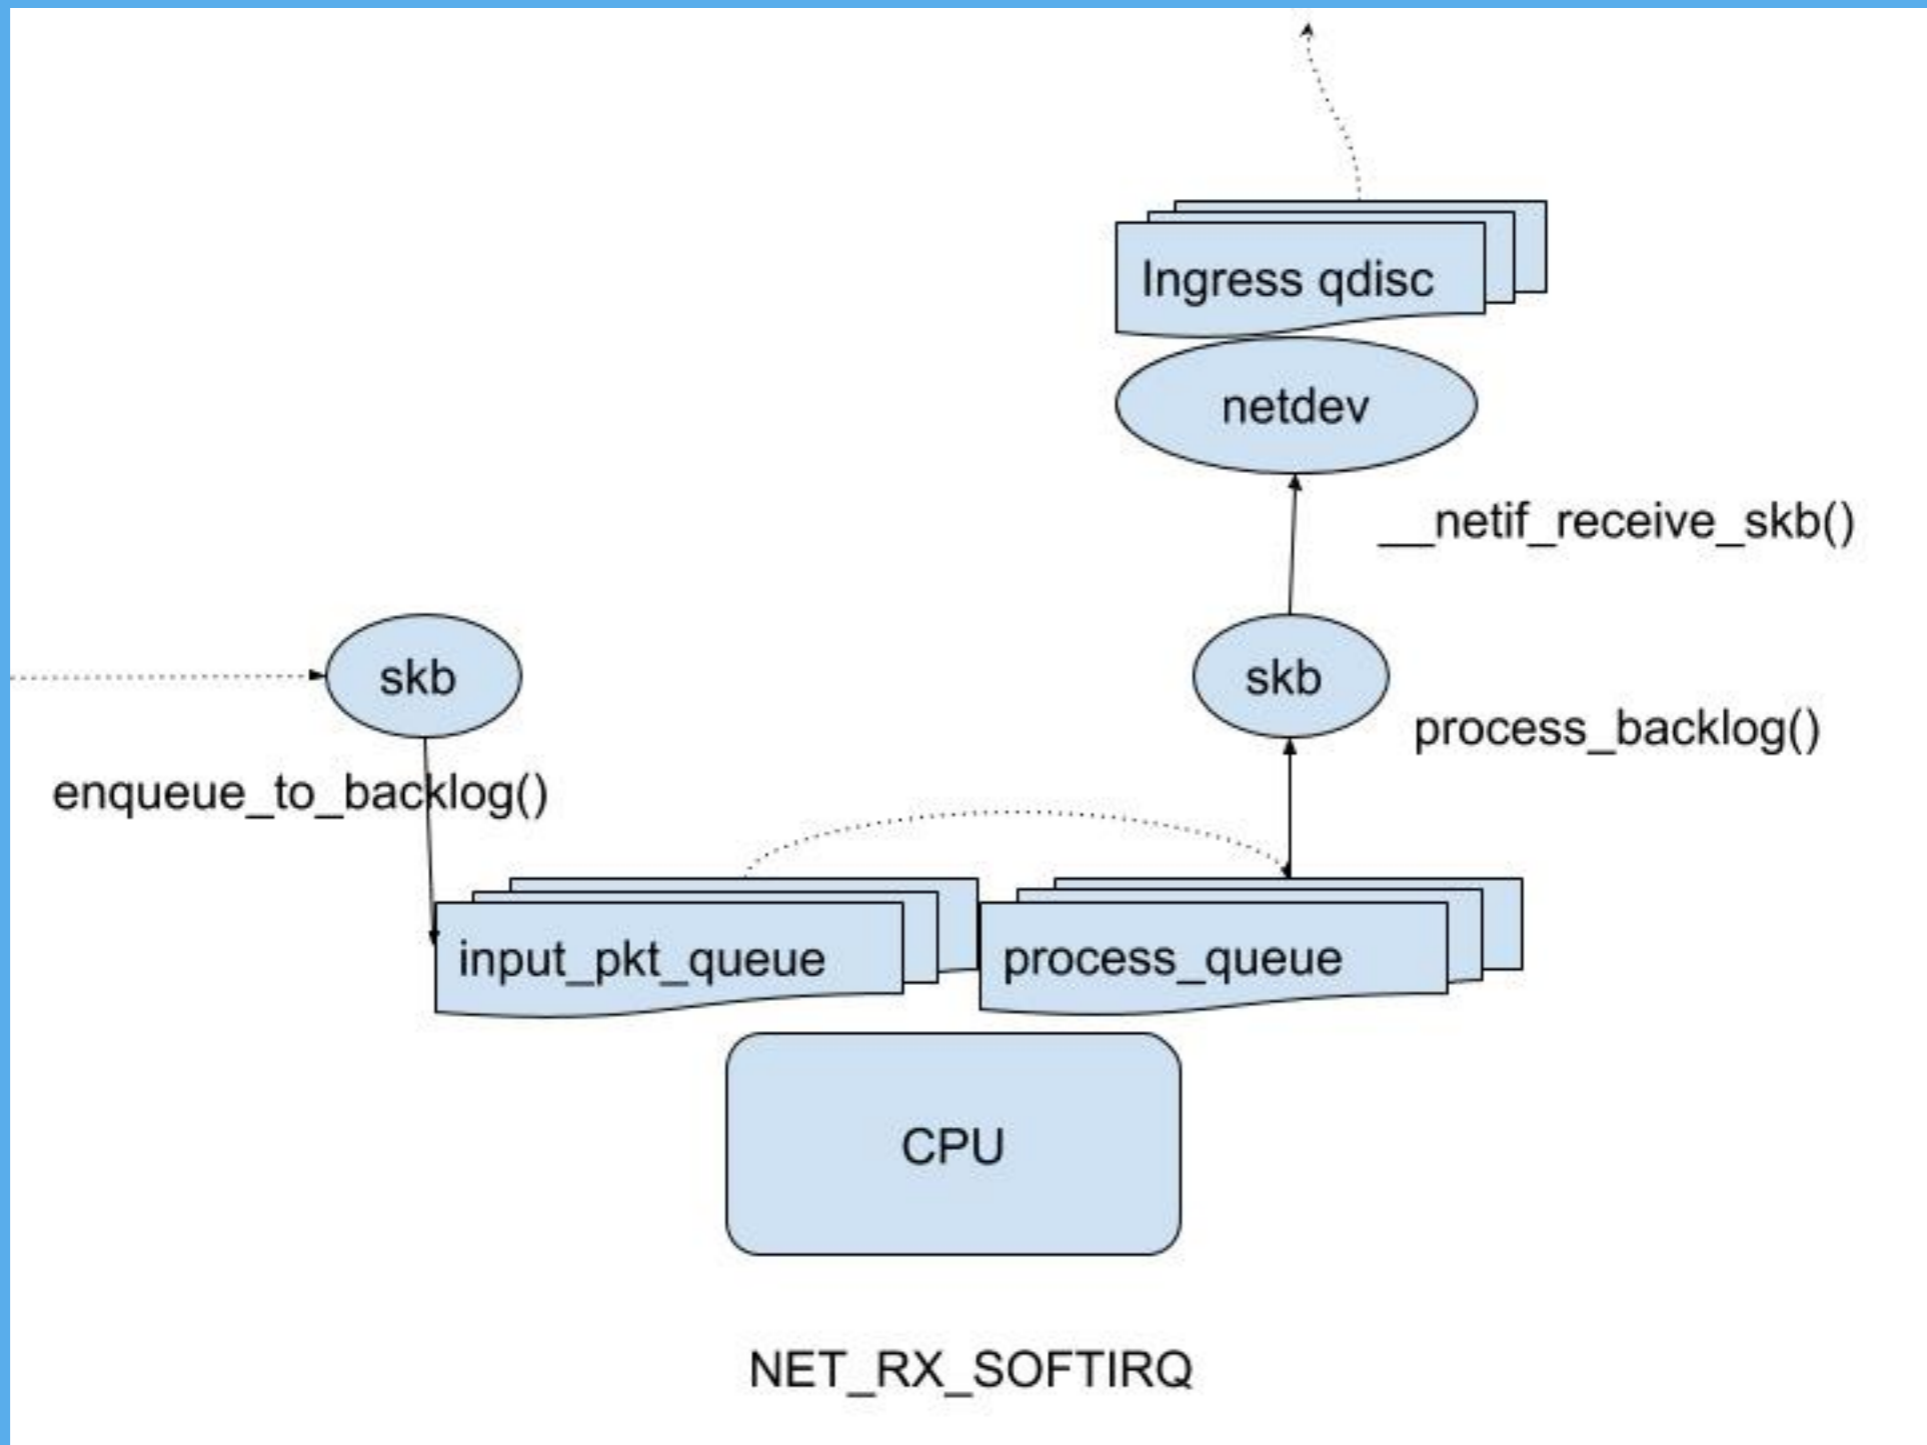 Ingress qdisc
netdev
__netif_receive_skb()
skb
skb
process_backlog()
enqueue_to_backlog()
input_pkt_queue
process_queue
CPU
NET_RX_SOFTIRQ